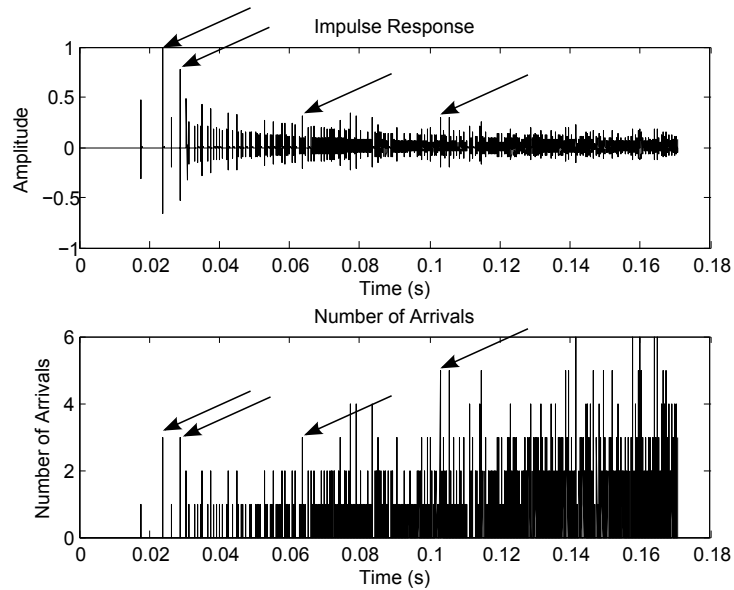 Impulse Response
1
0.5
0
−0.5
−1
Amplitude
0 0.02 0.04 0.06 0.08 0.1 0.12 0.14 0.16 0.18
Time (s)
Number of Arrivals
6
4
2
0
Number of Arrivals
0 0.02 0.04 0.06 0.08 0.1 0.12 0.14 0.16 0.18
Time (s)